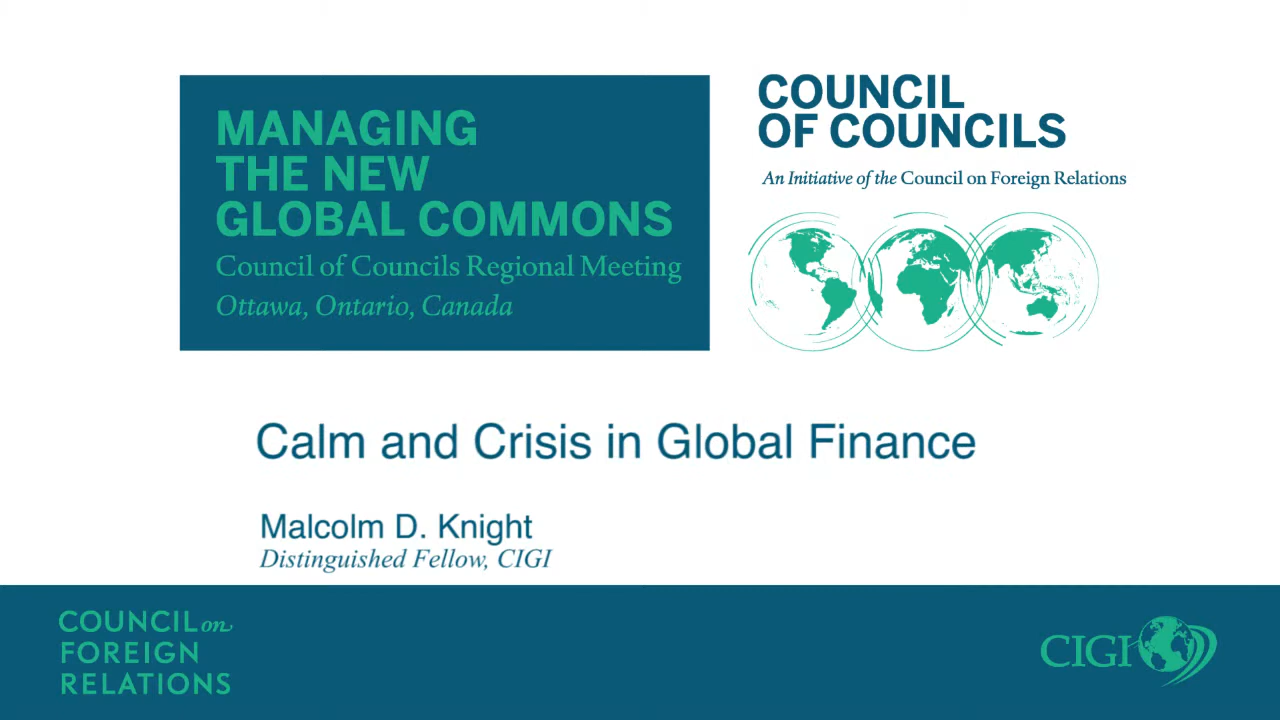 MANAGING
THE NEW
GLOBAL COMMONS
Council of Councils Regional Meeting
Ottawa, Ontario, Canada
COUNCIL
OF COUNCILS
An Initiative of the Council on Foreign Relations
Calm and Crisis in Global Finance
Malcolm D. Knight
Distinguished Fellow, CIGI
COUNCIL on
FOREIGN
RELATIONS
CIGI